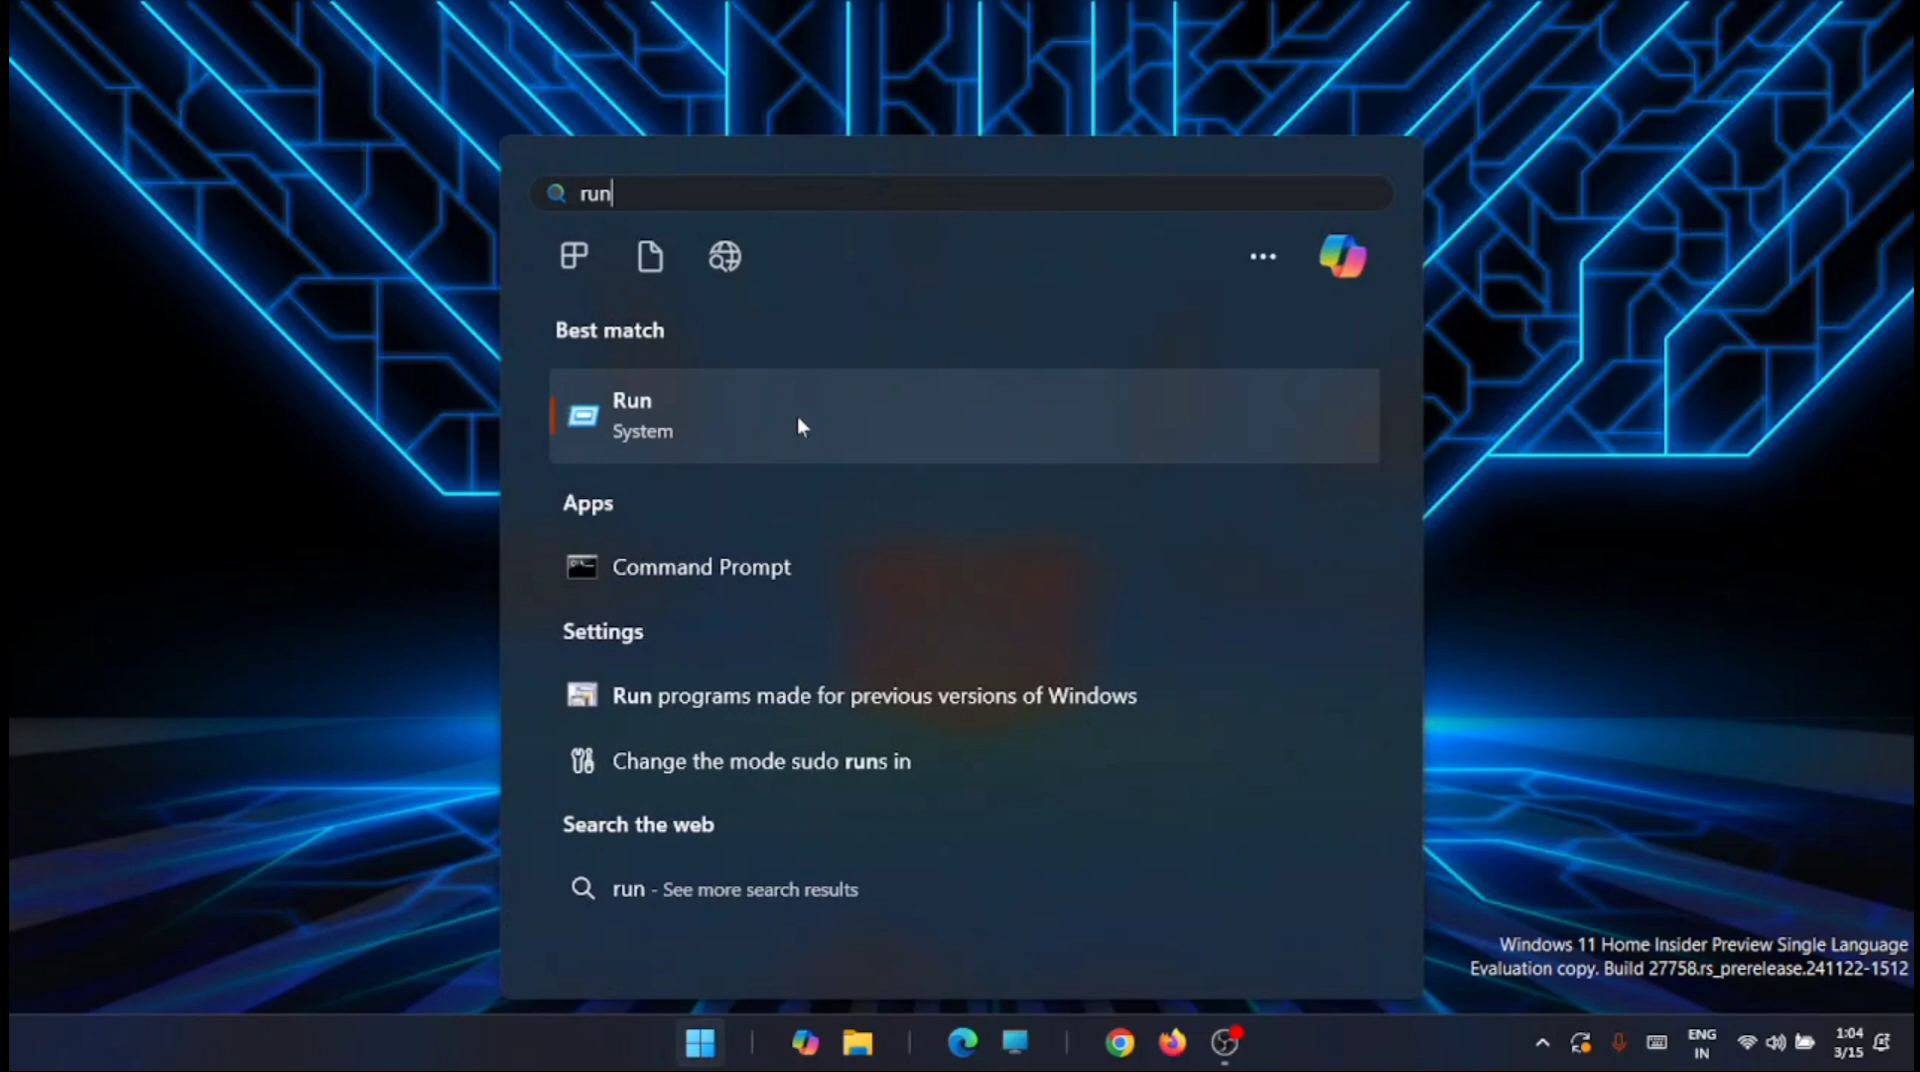 run
Best match
Run
System
Apps
Command Prompt
Settings
Run programs made for previous versions of Windows
Change the mode sudo runs in
Search the web
run - See more search results
Windows 11 Home Insider Preview Single Language
Evaluation copy. Build 27758.rs_prerelease.241122-1512
ENG
IN
1:04
3/15